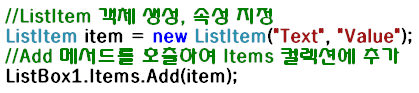 //ListItem 객체 생성, 속성 지정
ListItem item = new ListItem("Text", "Value");
//Add 메서드를 호출하여 Items 컬렉션에 추가
ListBox1.Items.Add(item);